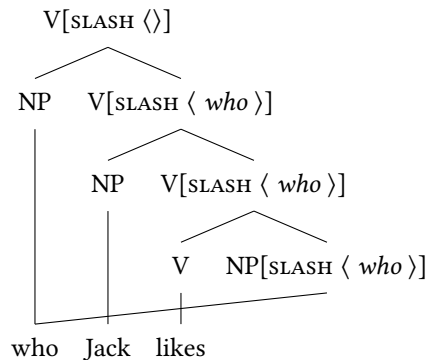 V[SLASH ⟨⟩]
NP V[SLASH ⟨ who ⟩]
NP V[SLASH ⟨ who ⟩]
V NP[SLASH ⟨ who ⟩]
who Jack likes